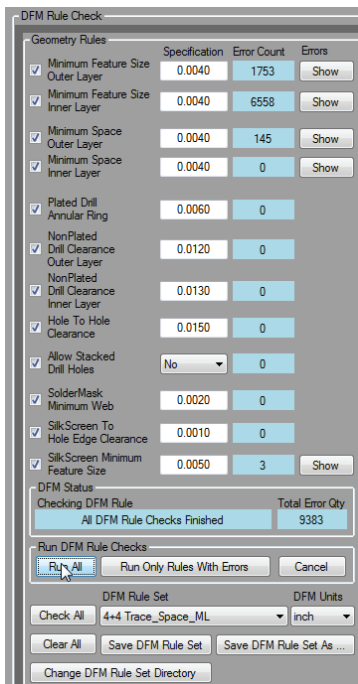 DFM Rule Check
Geometry Rules
Specification Error Count Errors
Minimum Feature Size
Outer Layer 0.0040 1753 Show
Minimum Feature Size
Inner Layer 0.0040 6558 Show
Minimum Space
Outer Layer 0.0040 145 Show
Minimum Space
Inner Layer 0.0040 0 Show
Plated Drill
Annular Ring 0.0060 0
NonPlated
Drill Clearance 0.0120 0
Outer Layer
NonPlated
Drill Clearance 0.0130 0
Inner Layer
Hole To Hole
Clearance 0.0150 0
Allow Stacked
Drill Holes No 0
SolderMask
Minimum Web 0.0020 0
SilkScreen To
Hole Edge Clearance 0.0010 0
SilkScreen Minimum
Feature Size 0.0050 3 Show
DFM Status
Checking DFM Rule Total Error Qty
All DFM Rule Checks Finished 9383
Run DFM Rule Checks
Run All Run Only Rules With Errors Cancel
DFM Rule Set DFM Units
Check All 4+4 Trace_Space_ML inch
Clear All Save DFM Rule Set Save DFM Rule Set As ...
Change DFM Rule Set Directory